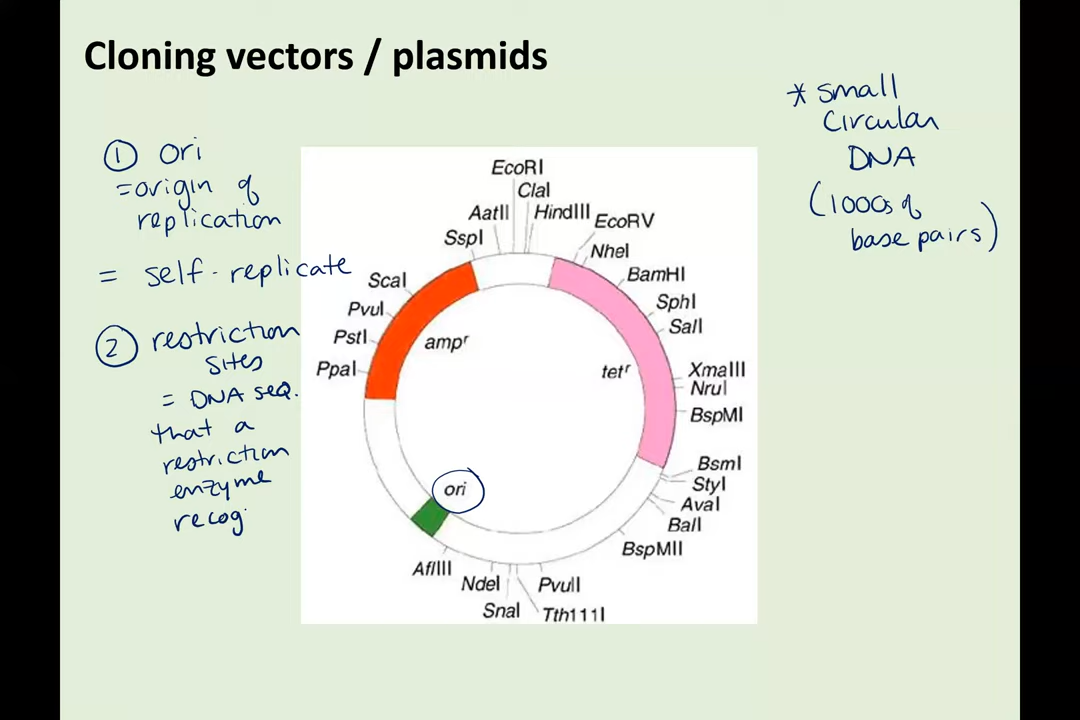 Cloning vectors / plasmids
* small
circular
DNA
(1000s of
base pairs)
① ori
= origin of
replication
= self-replicate
② restriction
sites
= DNA seq.
that a
restriction
enzyme
recog
EcoRI
ClaI
AatII
HindIII
EcoRV
SspI
NheI
ScaI
BamHI
PvuI
SphI
PstI
SalI
ampʳ
PpaI
tetʳ
XmaIII
NruI
BspMI
BsmI
ori
StyI
AvaI
BalI
BspMII
AflIII
NdeI
PvuII
SnaI
Tth111I